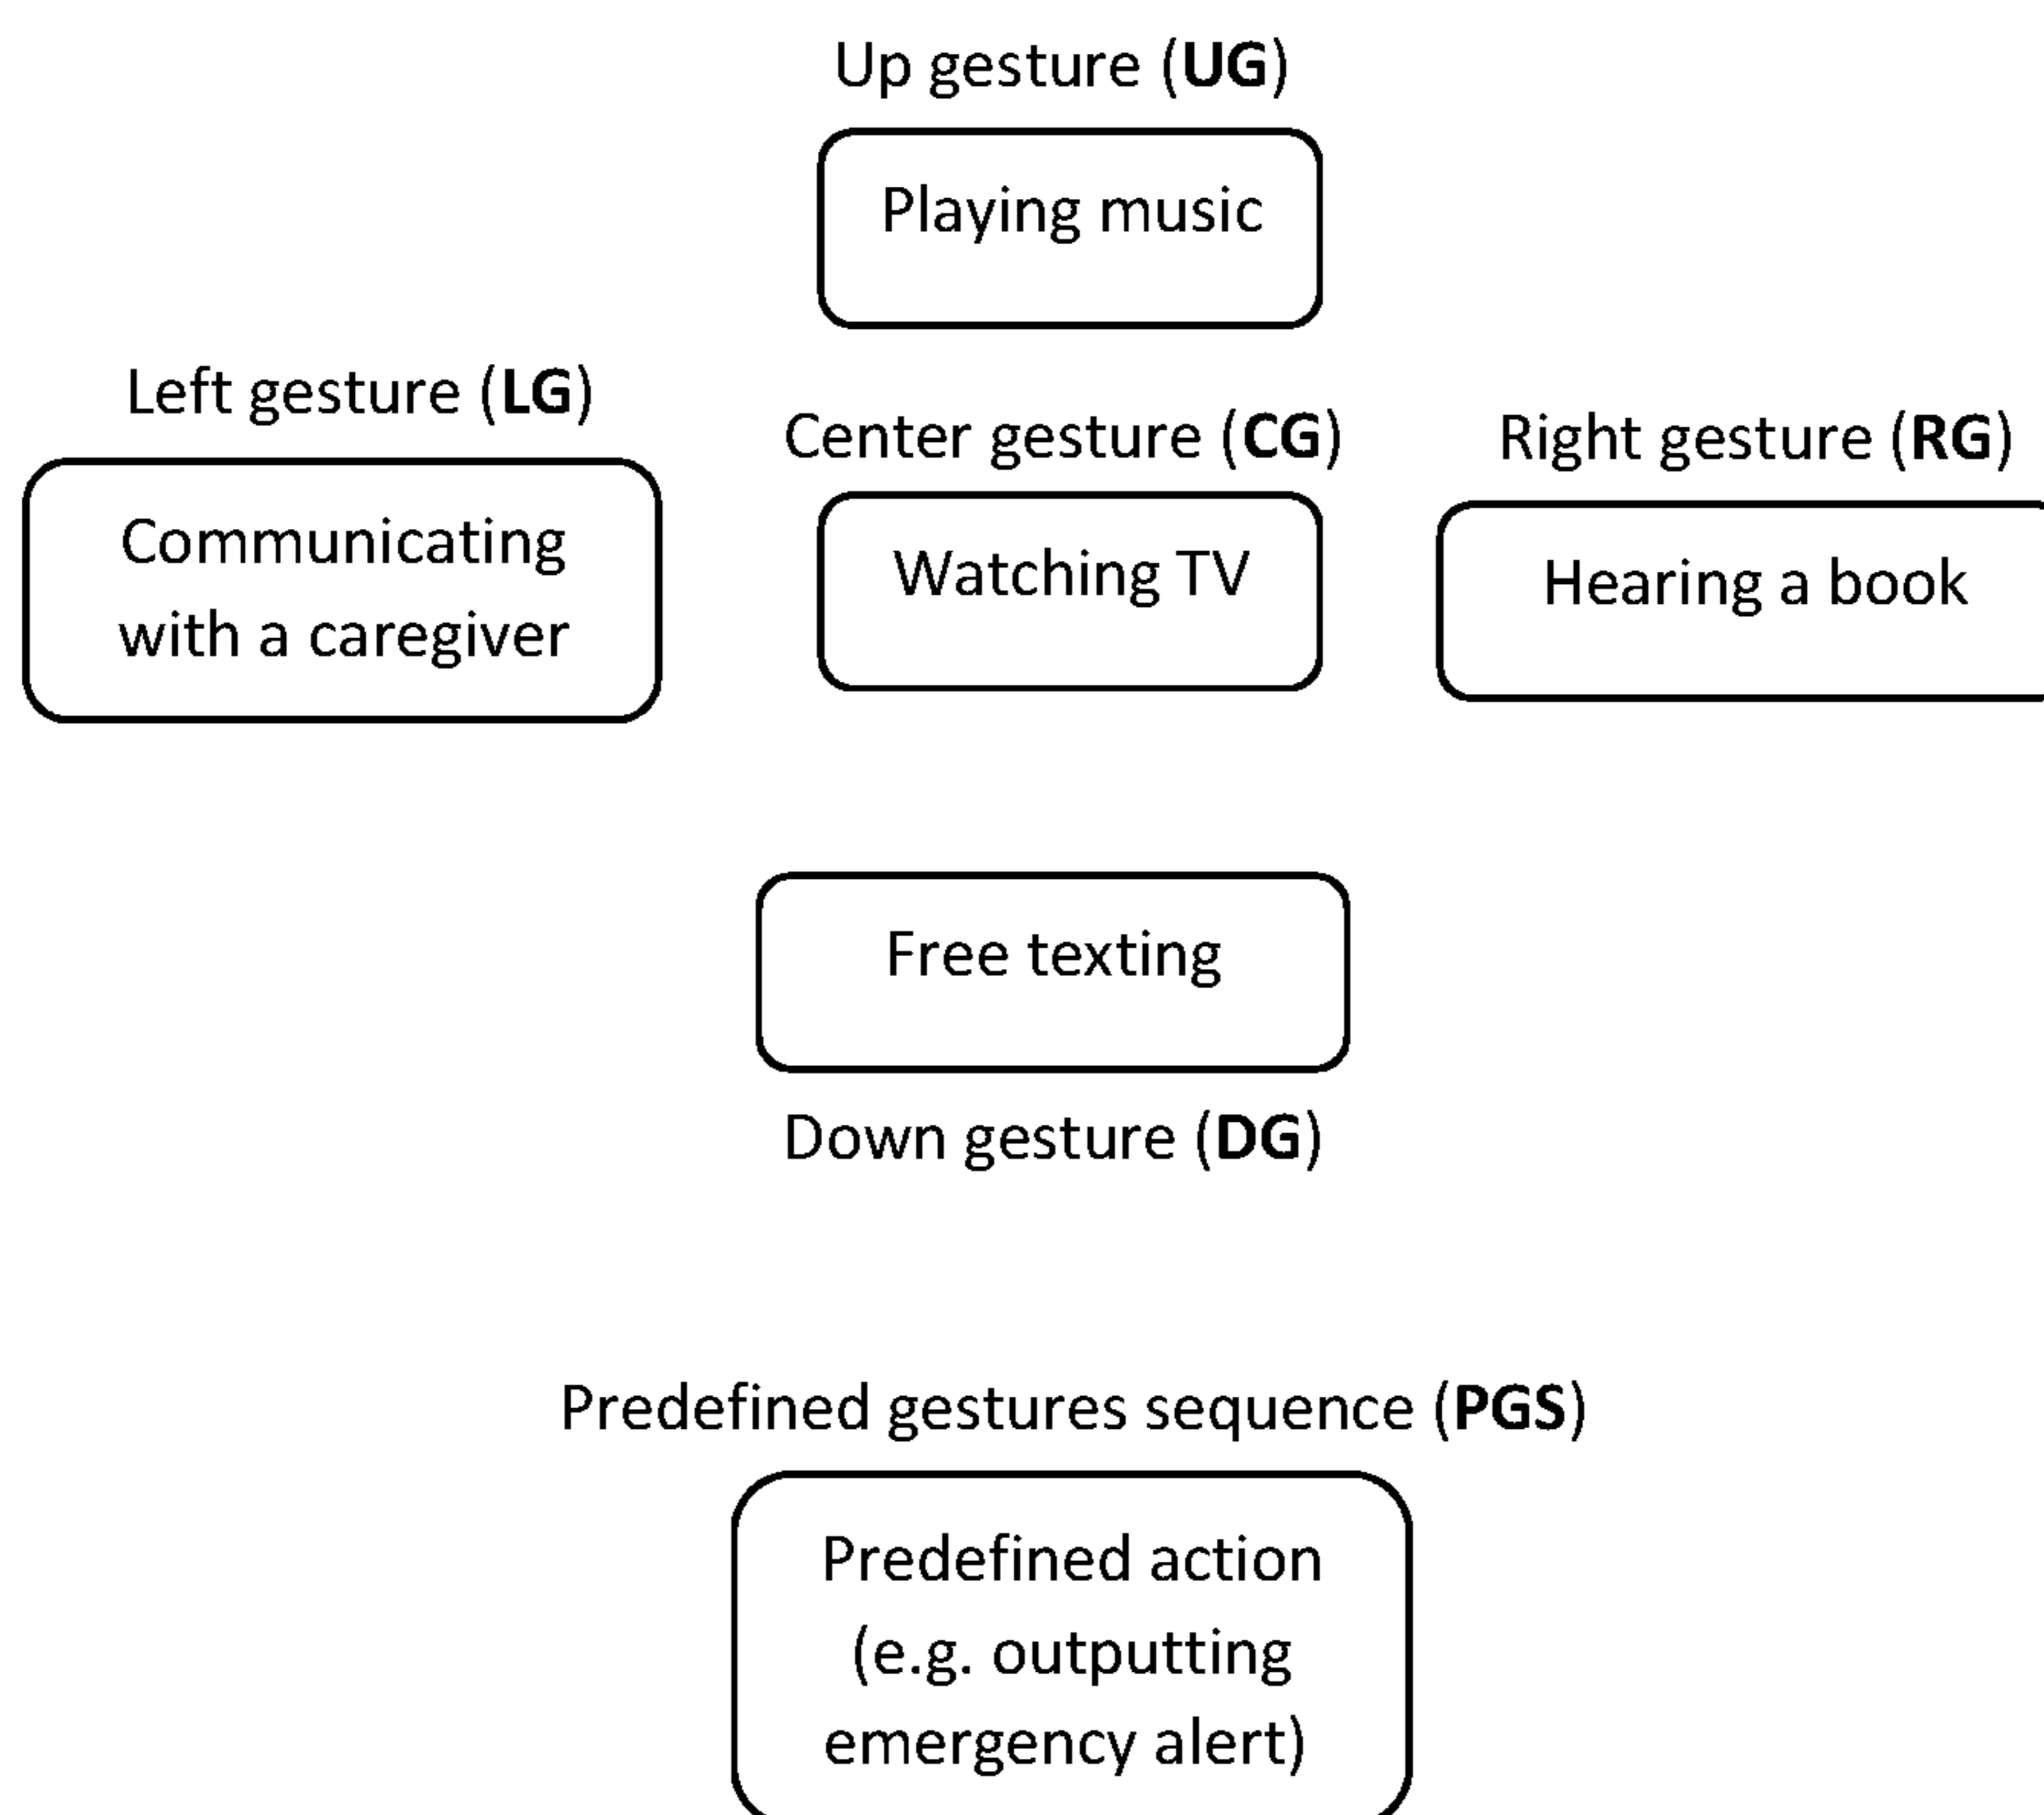 Up gesture (UG)
Playing music
Left gesture (LG)
Communicating
with a caregiver
Center gesture (CG)
Watching TV
Right gesture (RG)
Hearing a book
Free texting
Down gesture (DG)
Predefined gestures sequence (PGS)
Predefined action
(e.g. outputting
emergency alert)